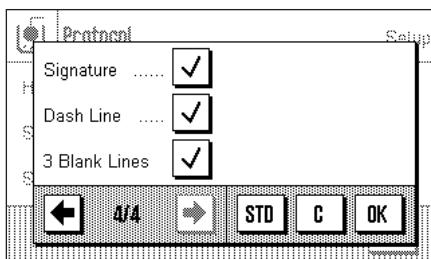 Protocol Setup
Signature ......
Dash Line .....
3 Blank Lines
4/4 STD C OK